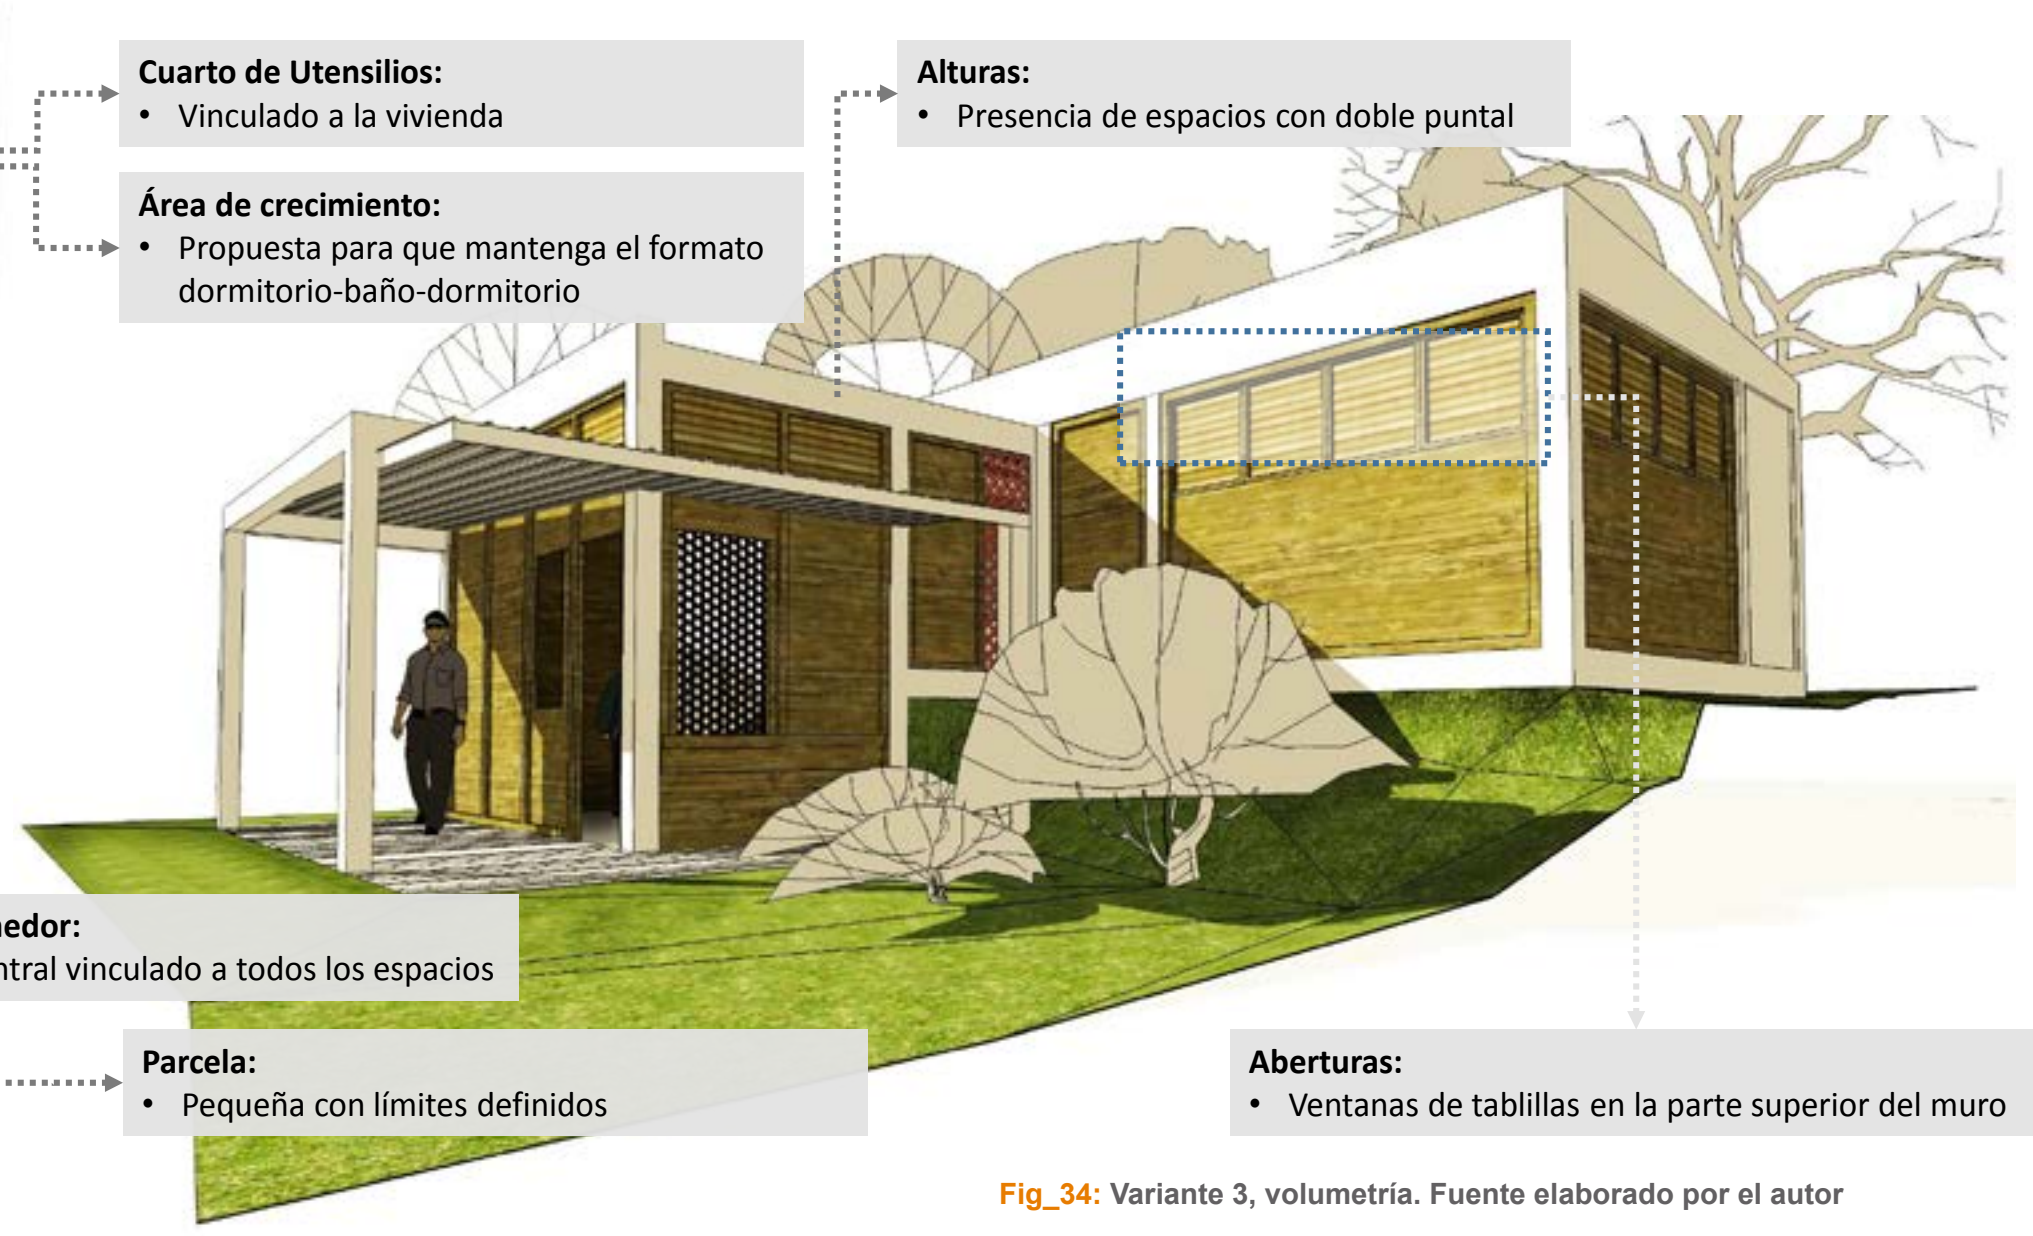 Cuarto de Utensilios:
• Vinculado a la vivienda
Alturas:
• Presencia de espacios con doble puntal
Área de crecimiento:
• Propuesta para que mantenga el formato
dormitorio-baño-dormitorio
nedor:
ntral vinculado a todos los espacios
Parcela:
• Pequeña con límites definidos
Aberturas:
• Ventanas de tablillas en la parte superior del muro
Fig_34: Variante 3, volumetría. Fuente elaborado por el autor